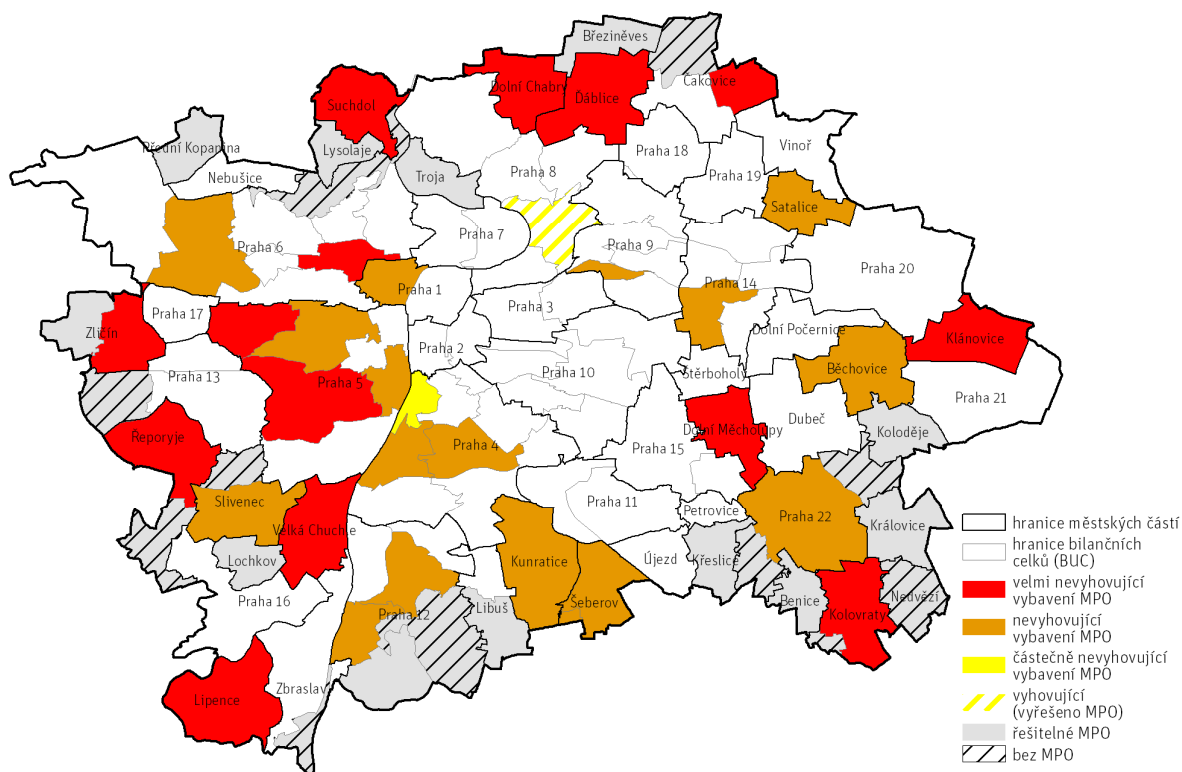 Březiněves
Dolní Chabry
Ďáblice
Čakovice
Suchdol
Přední Kopanina
Lysolaje
Praha 18
Vinoř
Nebušice
Troja
Praha 8
Praha 19
Satalice
Praha 6
Praha 7
Praha 9
Praha 20
Praha 1
Praha 14
Praha 3
Praha 17
Zličín
Dolní Počernice
Klánovice
Praha 2
Štěrboholy
Běchovice
Praha 13
Praha 5
Praha 10
Praha 21
Dubeč
Řeporyje
Dolní Měcholupy
Koloděje
Praha 4
Praha 15
Slivenec
Praha 11
Petrovice
Praha 22
Královice
Velká Chuchle
Lochkov
Kunratice
Újezd
Křeslice
Praha 16
Šeberov
Benice
Nedvězí
Praha 12
Libuš
Kolovraty
Lipence
Zbraslav
hranice městských částí
hranice bilančních
celků (BUC)
velmi nevyhovující
vybavení MPO
nevyhovující
vybavení MPO
částečně nevyhovující
vybavení MPO
vyhovující
(vyřešeno MPO)
řešitelné MPO
bez MPO